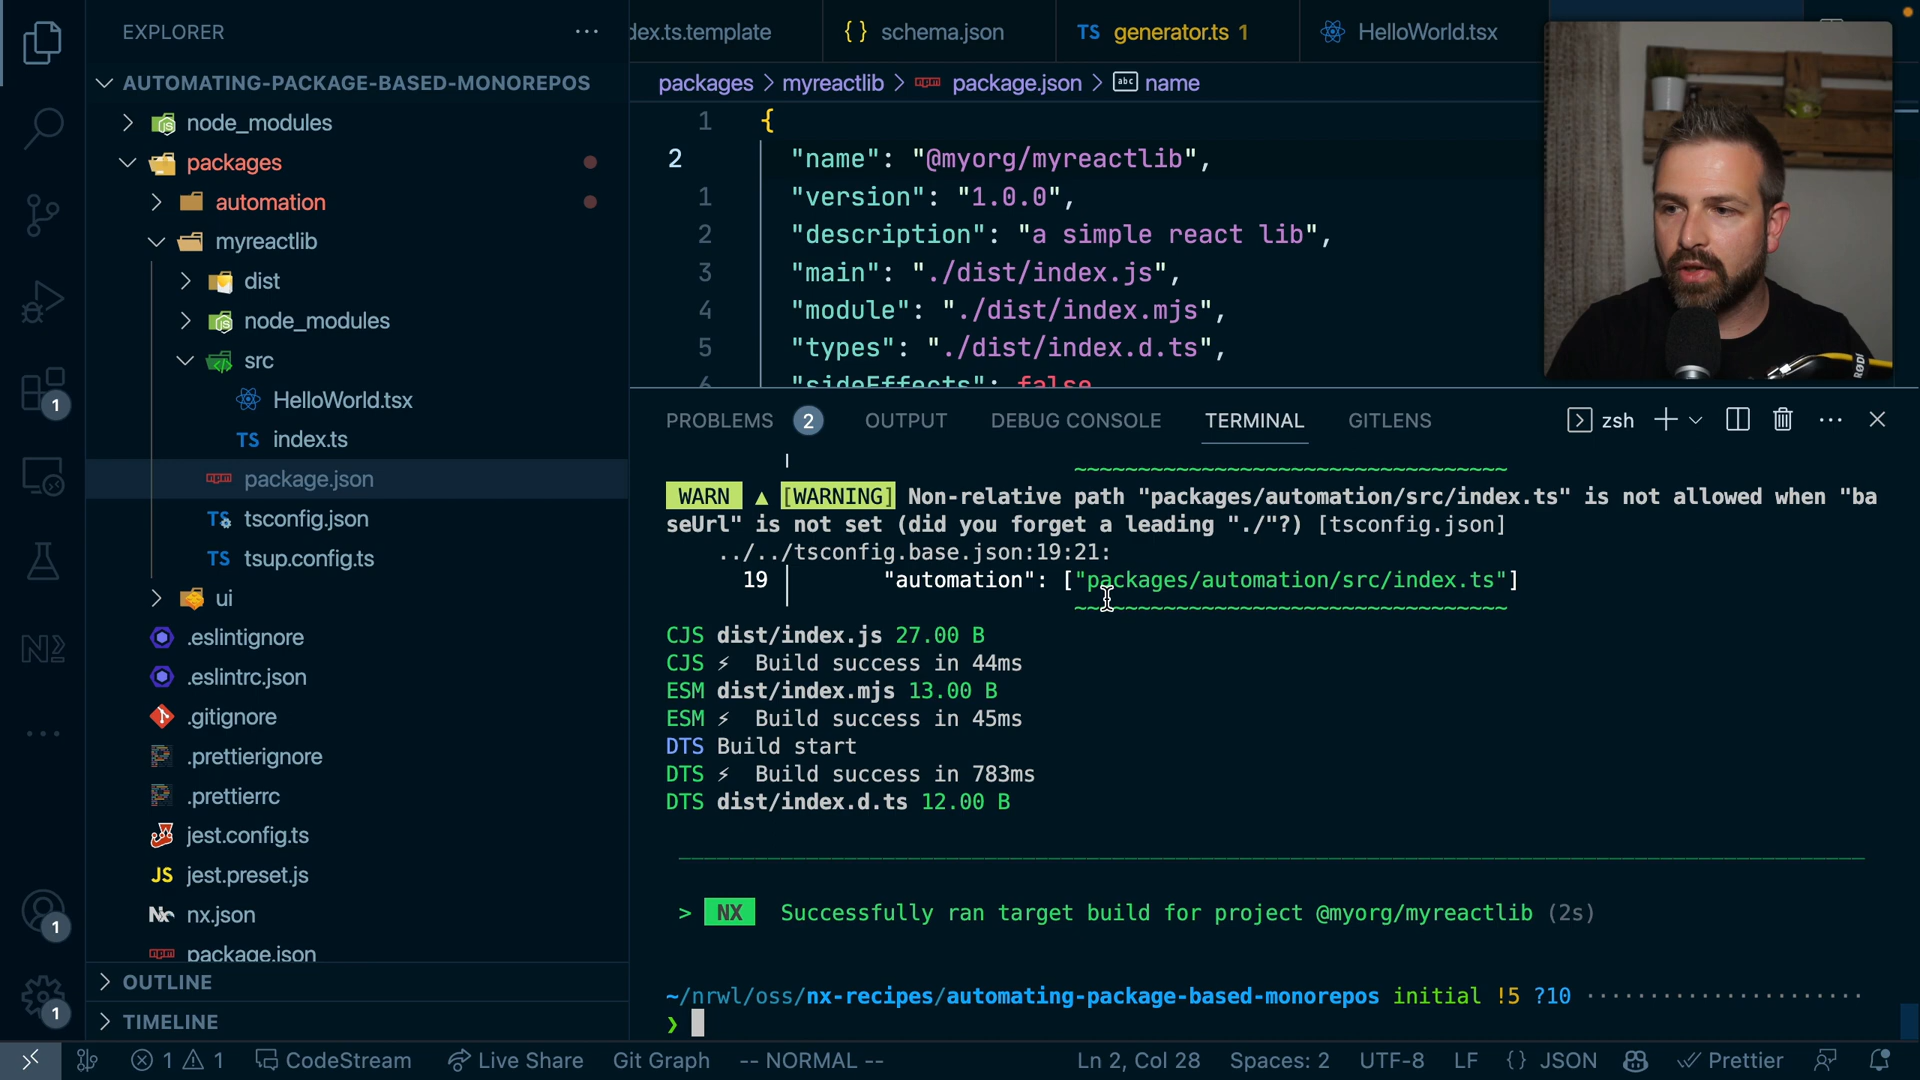 EXPLORER
AUTOMATING-PACKAGE-BASED-MONOREPOS
node_modules
packages
automation
myreactlib
dist
node_modules
src
HelloWorld.tsx
TS index.ts
package.json
TS tsconfig.json
TS tsup.config.ts
ui
.eslintignore
.eslintrc.json
.gitignore
.prettierignore
.prettierrc
jest.config.ts
JS jest.preset.js
nx.json
package.json
OUTLINE
TIMELINE
1
1
1
dex.ts.template
{} schema.json
TS generator.ts 1
HelloWorld.tsx
packages > myreactlib > package.json > abc name
1 {
2 "name": "@myorg/myreactlib",
1 "version": "1.0.0",
2 "description": "a simple react lib",
3 "main": "./dist/index.js",
4 "module": "./dist/index.mjs",
5 "types": "./dist/index.d.ts",
6 "sideEffects": false
RØDE
PROBLEMS 2 OUTPUT DEBUG CONSOLE TERMINAL GITLENS
zsh
~~~~~~~~~~~~~~~~~~~~~~~~~~~~~~~~~~
WARN ▲ [WARNING] Non-relative path "packages/automation/src/index.ts" is not allowed when "ba
seUrl" is not set (did you forget a leading "./"?) [tsconfig.json]
../../tsconfig.base.json:19:21:
19 │ "automation": ["packages/automation/src/index.ts"]
~~~~~~~~~~~~~~~~~~~~~~~~~~~~~~~~~~
CJS dist/index.js 27.00 B
CJS ⚡ Build success in 44ms
ESM dist/index.mjs 13.00 B
ESM ⚡ Build success in 45ms
DTS Build start
DTS ⚡ Build success in 783ms
DTS dist/index.d.ts 12.00 B
> NX Successfully ran target build for project @myorg/myreactlib (2s)
~/nrwl/oss/nx-recipes/automating-package-based-monorepos initial !5 ?10
❯
1 1 CodeStream Live Share Git Graph -- NORMAL -- Ln 2, Col 28 Spaces: 2 UTF-8 LF {} JSON Prettier